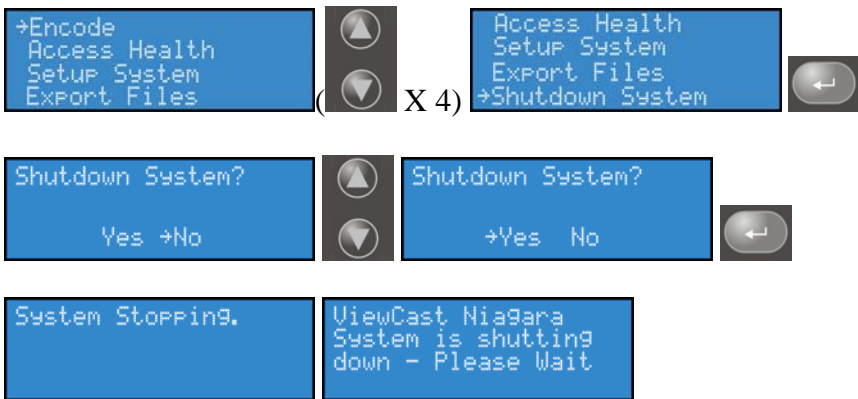 →Encode
Access Health
Setup System
Export Files
( X 4)
Access Health
Setup System
Export Files
→Shutdown System
Shutdown System?
Yes →No
Shutdown System?
→Yes No
System Stopping.
ViewCast Niagara
System is shutting
down - Please Wait